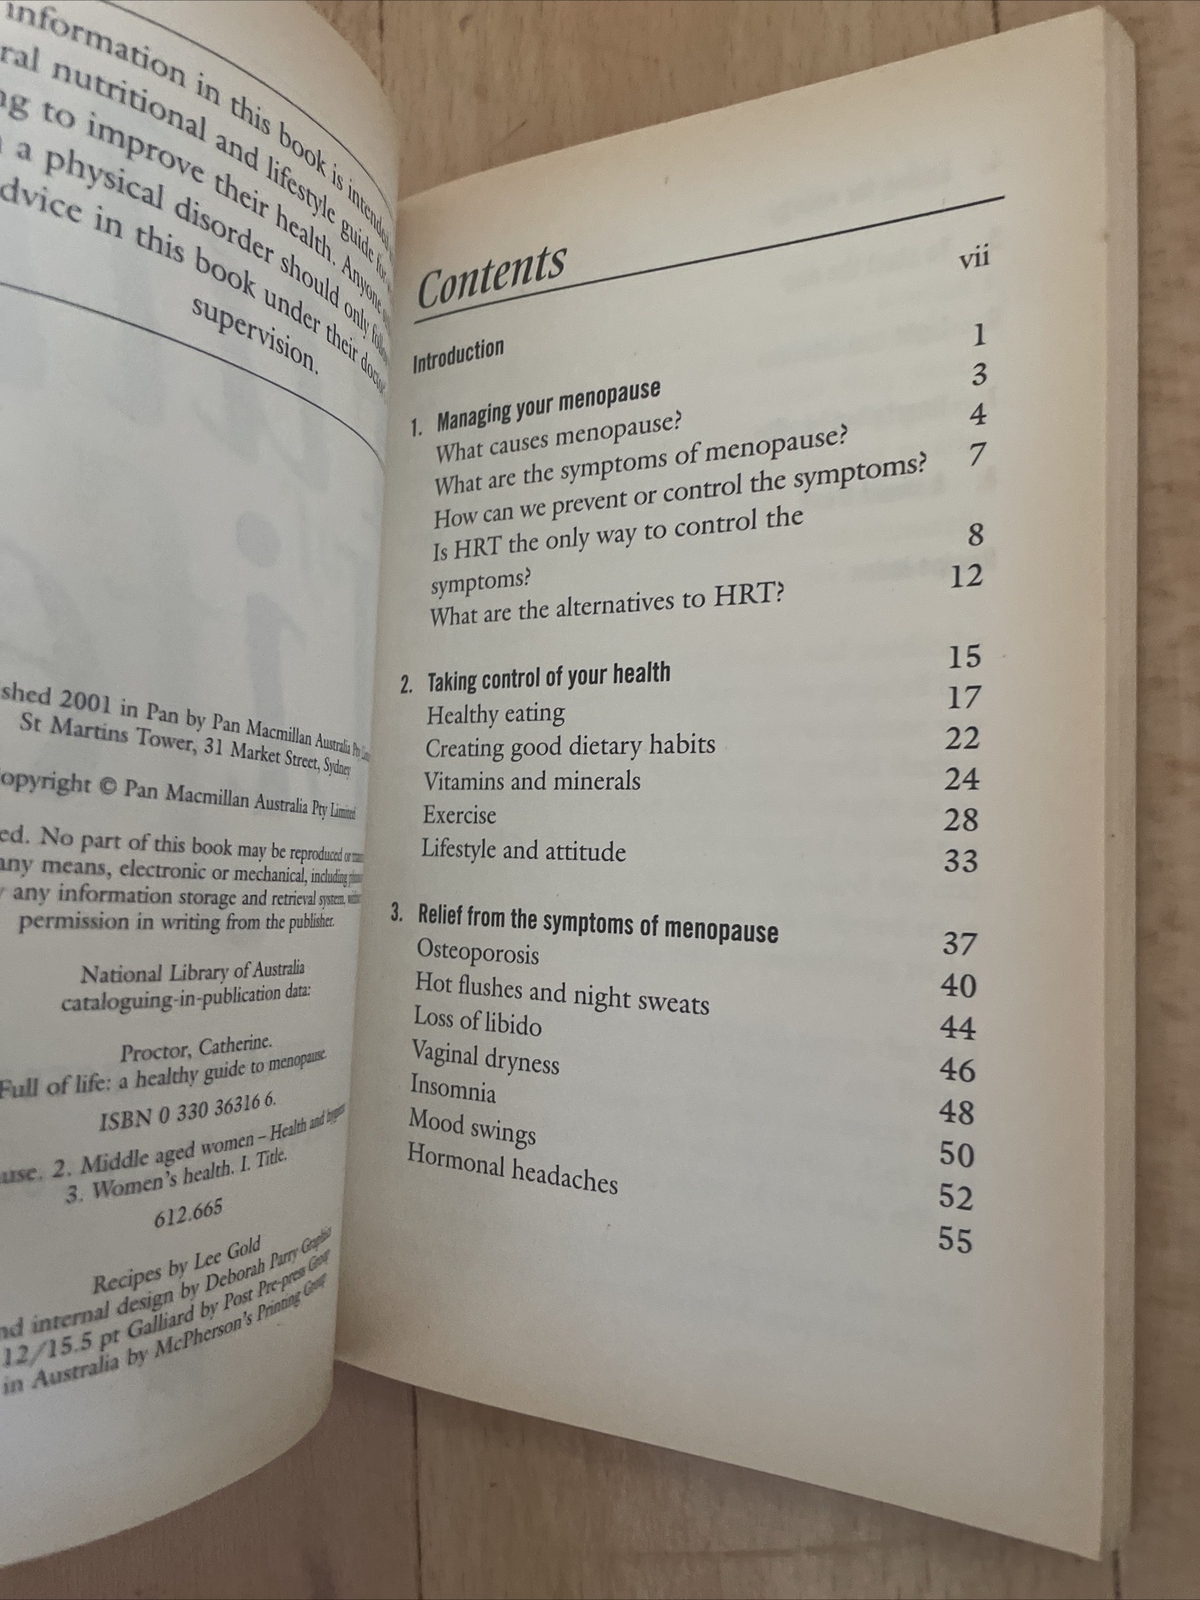 information in this book is intended
nutritional and lifestyle guide for
to improve their health. Anyone
a physical disorder should only
in this book under their
supervision.
2001 in Pan by Pan Macmillan Australia Pty
St Martins Tower, 31 Market Street, Sydney
© Pan Macmillan Australia Pty Limited
No part of this book may be reproduced or
any means, electronic or mechanical, including
any information storage and retrieval system,
permission in writing from the publisher.
National Library of Australia
cataloguing-in-publication data:
Proctor, Catherine.
Full of life: a healthy guide to menopause.
ISBN 0 330 36316 6.
2. Middle aged women – Health and hygiene
3. Women's health. I. Title.
612.665
Recipes by Lee Gold
internal design by Deborah Parry Graphics
12/15.5 pt Galliard by Post Pre-press Group
in Australia by McPherson's Printing Group
Contents
Introduction vii
1. Managing your menopause 1
What causes menopause? 3
What are the symptoms of menopause? 4
How can we prevent or control the symptoms? 7
Is HRT the only way to control the
symptoms? 8
What are the alternatives to HRT? 12
2. Taking control of your health 15
Healthy eating 17
Creating good dietary habits 22
Vitamins and minerals 24
Exercise 28
Lifestyle and attitude 33
3. Relief from the symptoms of menopause 37
Osteoporosis 40
Hot flushes and night sweats 44
Loss of libido 46
Vaginal dryness 48
Insomnia 50
Mood swings 52
Hormonal headaches 55